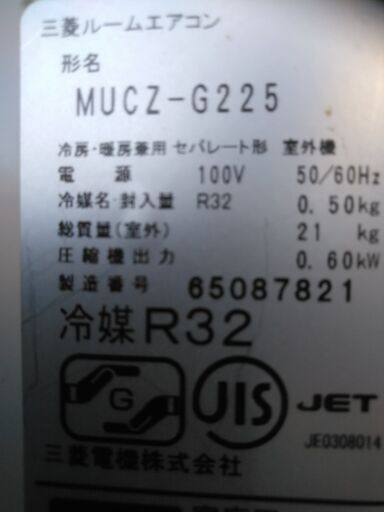 三菱ルームエアコン
形名
MUCZ-G225
冷房・暖房兼用 セパレート形 室外機
電源 100V 50/60Hz
冷媒名・封入量 R32 0.50kg
総質量(室外) 21 kg
圧縮機出力 0.60kW
製造番号 65087821
冷媒R32
G JIS JET
JE0308014
三菱電機株式会社